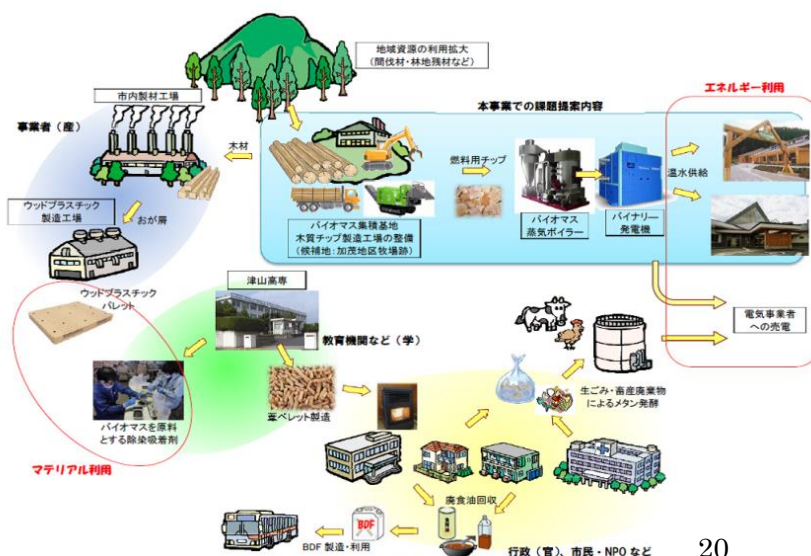 地域資源の利用拡大
(間伐材・林地残材など)
市内製材工場
事業者(産)
木材
本事業での課題提案内容
エネルギー利用
燃料用チップ
温水供給
バイオマス集積基地
木質チップ製造工場の整備
(候補地:加茂地区牧場跡)
バイオマス
蒸気ボイラー
バイナリー
発電機
ウッドプラスチック
製造工場
おが屑
ウッドプラスチック
パレット
津山高専
教育機関など(学)
電気事業者
への売電
バイオマスを原料
とする除染吸着剤
マテリアル利用
葦ペレット製造
生ごみ・畜産廃棄物
によるメタン発酵
廃食油回収
BDF
BDF 製造・利用
行政(官)、市民・NPO など
20